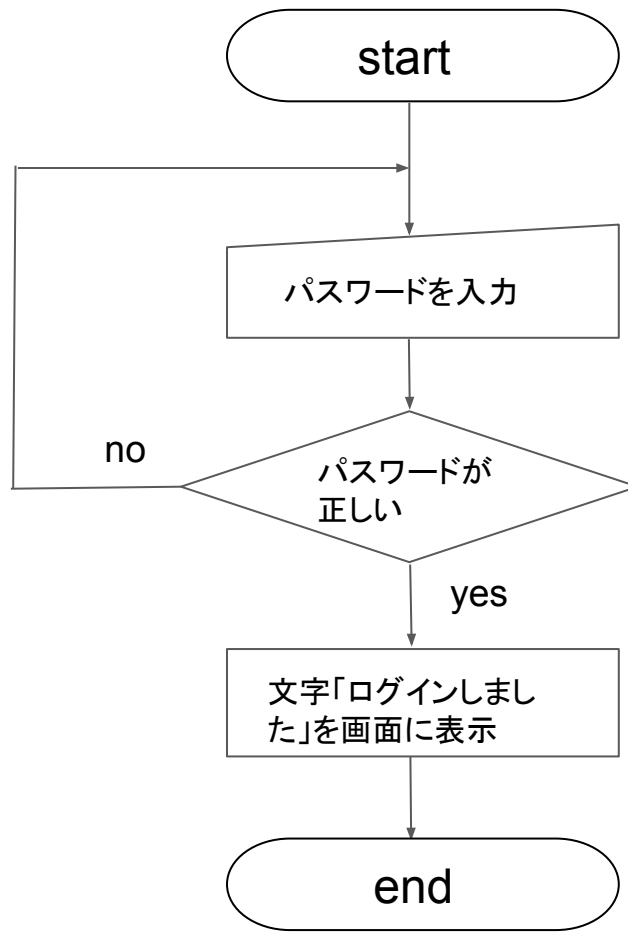 start
パスワードを入力
no
パスワードが
正しい
yes
文字「ログインしまし
た」を画面に表示
end